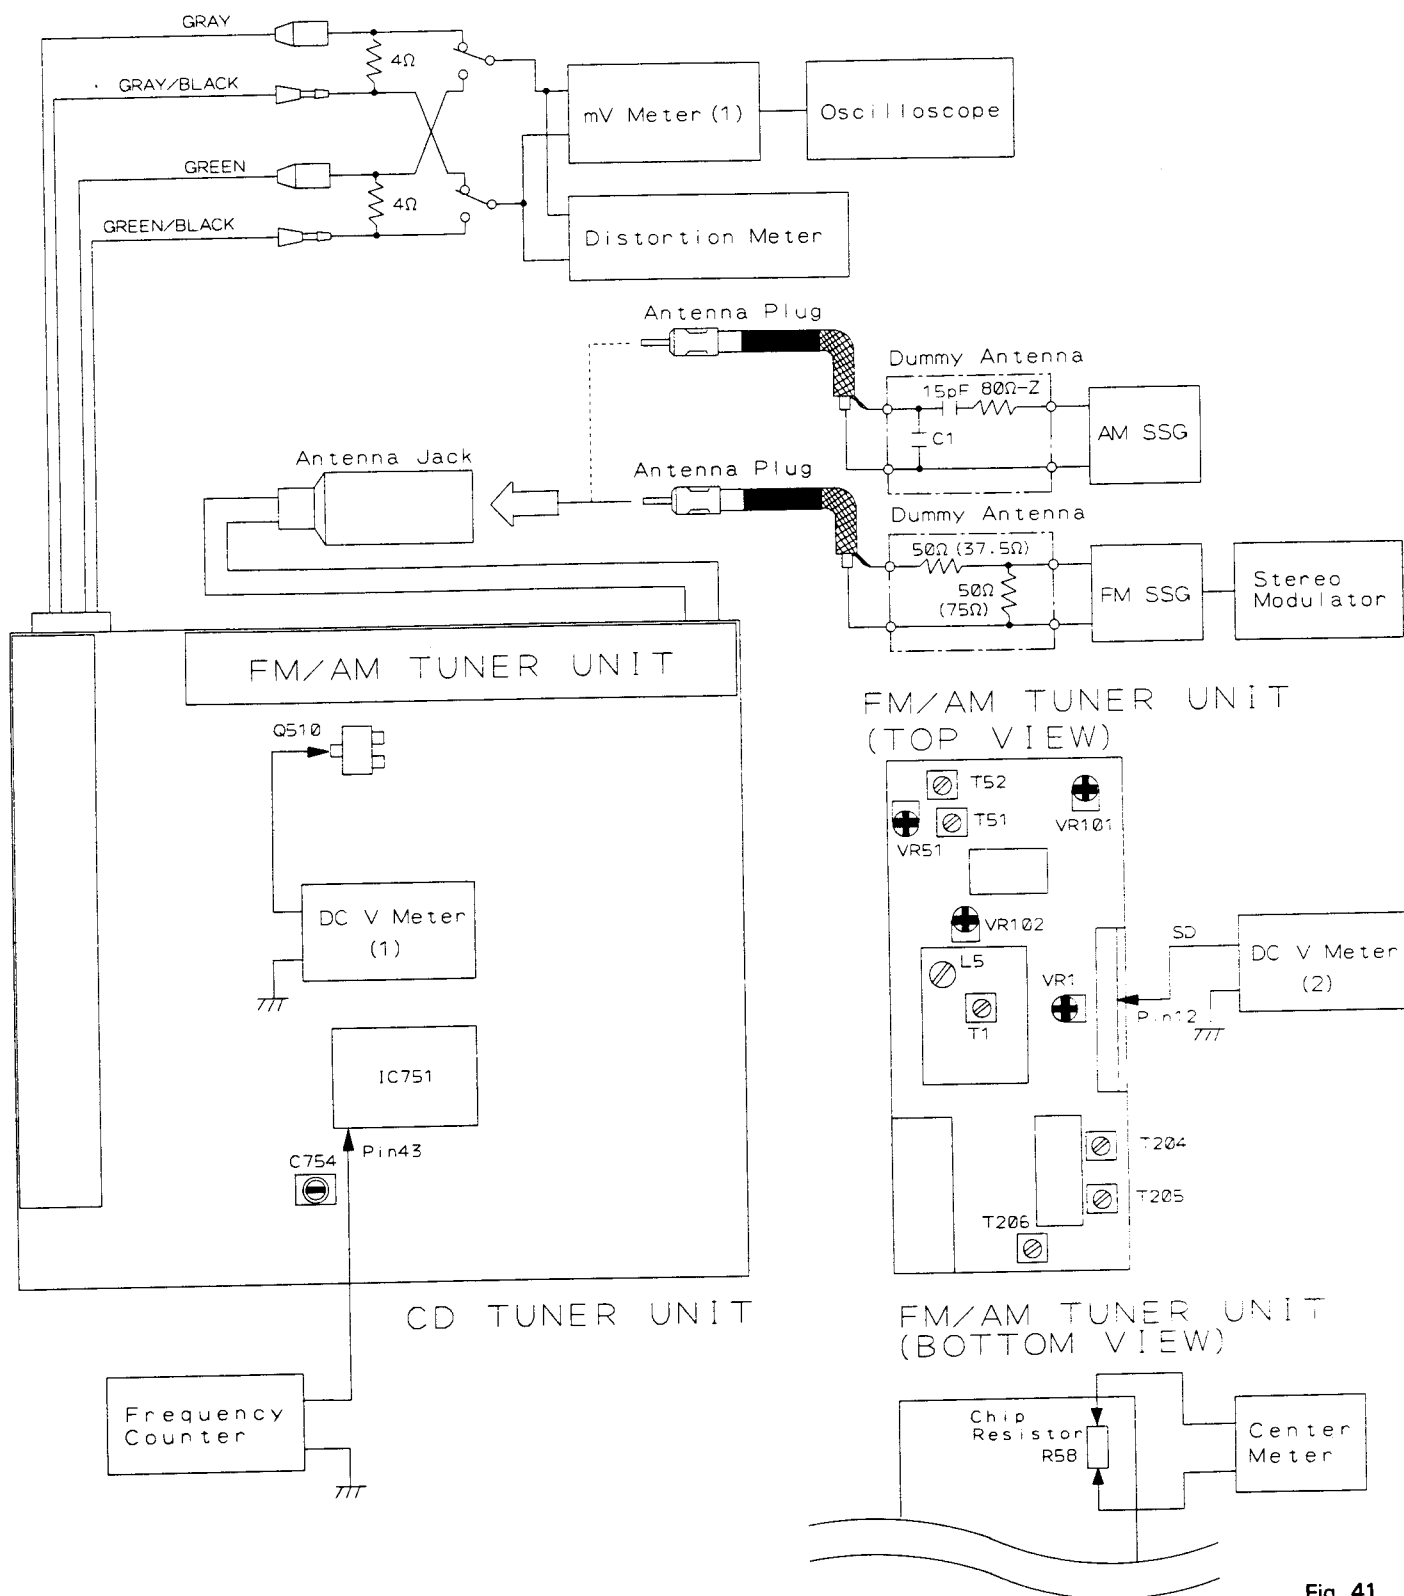 GRAY
4Ω
GRAY/BLACK
mV Meter (1)
Oscilloscope
GREEN
4Ω
GREEN/BLACK
Distortion Meter
Antenna Plug
Dummy Antenna
15pF 80Ω-Z
C1
AM SSG
Antenna Jack
Antenna Plug
Dummy Antenna
50Ω (37.5Ω)
50Ω
(75Ω)
FM SSG
Stereo
Modulator
FM/AM TUNER UNIT
FM/AM TUNER UNIT
(TOP VIEW)
Q510
T52
T51
VR51
VR101
DC V Meter
(1)
VR102
L5
T1
VR1
SD
Pin12
DC V Meter
(2)
IC751
Pin43
C754
T204
T205
T206
CD TUNER UNIT
FM/AM TUNER UNIT
(BOTTOM VIEW)
Frequency
Counter
Chip
Resistor
R58
Center
Meter
Fig. 41